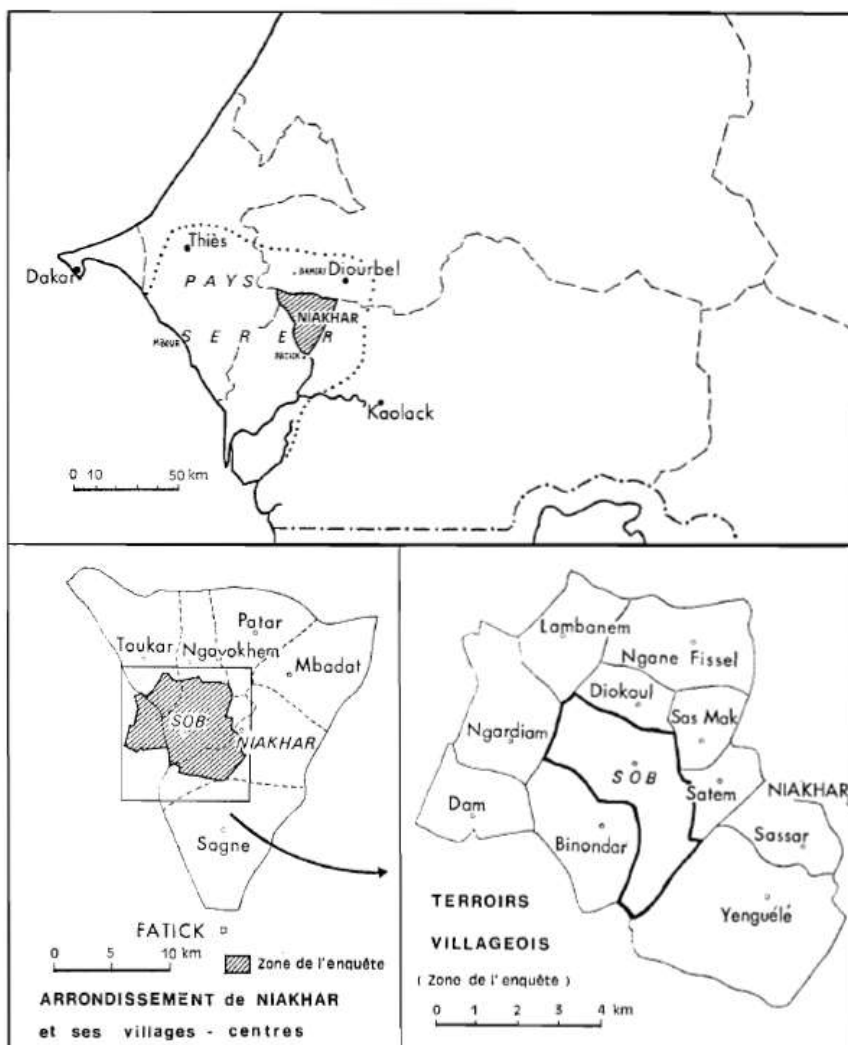 Thiès
Dakar
BAMBEY
Diourbel
PAYS
NIAKHAR
MBOUR
SERER
FATICK
Kaolack
0 10 50 km
Patar
Toukar
Ngayokhem
Mbadat
SOB
NIAKHAR
Sagne
FATICK
0 5 10 km
Zone de l'enquête
ARRONDISSEMENT de NIAKHAR
et ses villages - centres
Lambanem
Ngane Fissel
Diokoul
Sas Mak
Ngardiam
SOB
Satem
NIAKHAR
Dam
Binondar
Sassar
Yenguélé
TERROIRS
VILLAGEOIS
( Zone de l'enquête )
0 1 2 3 4 km